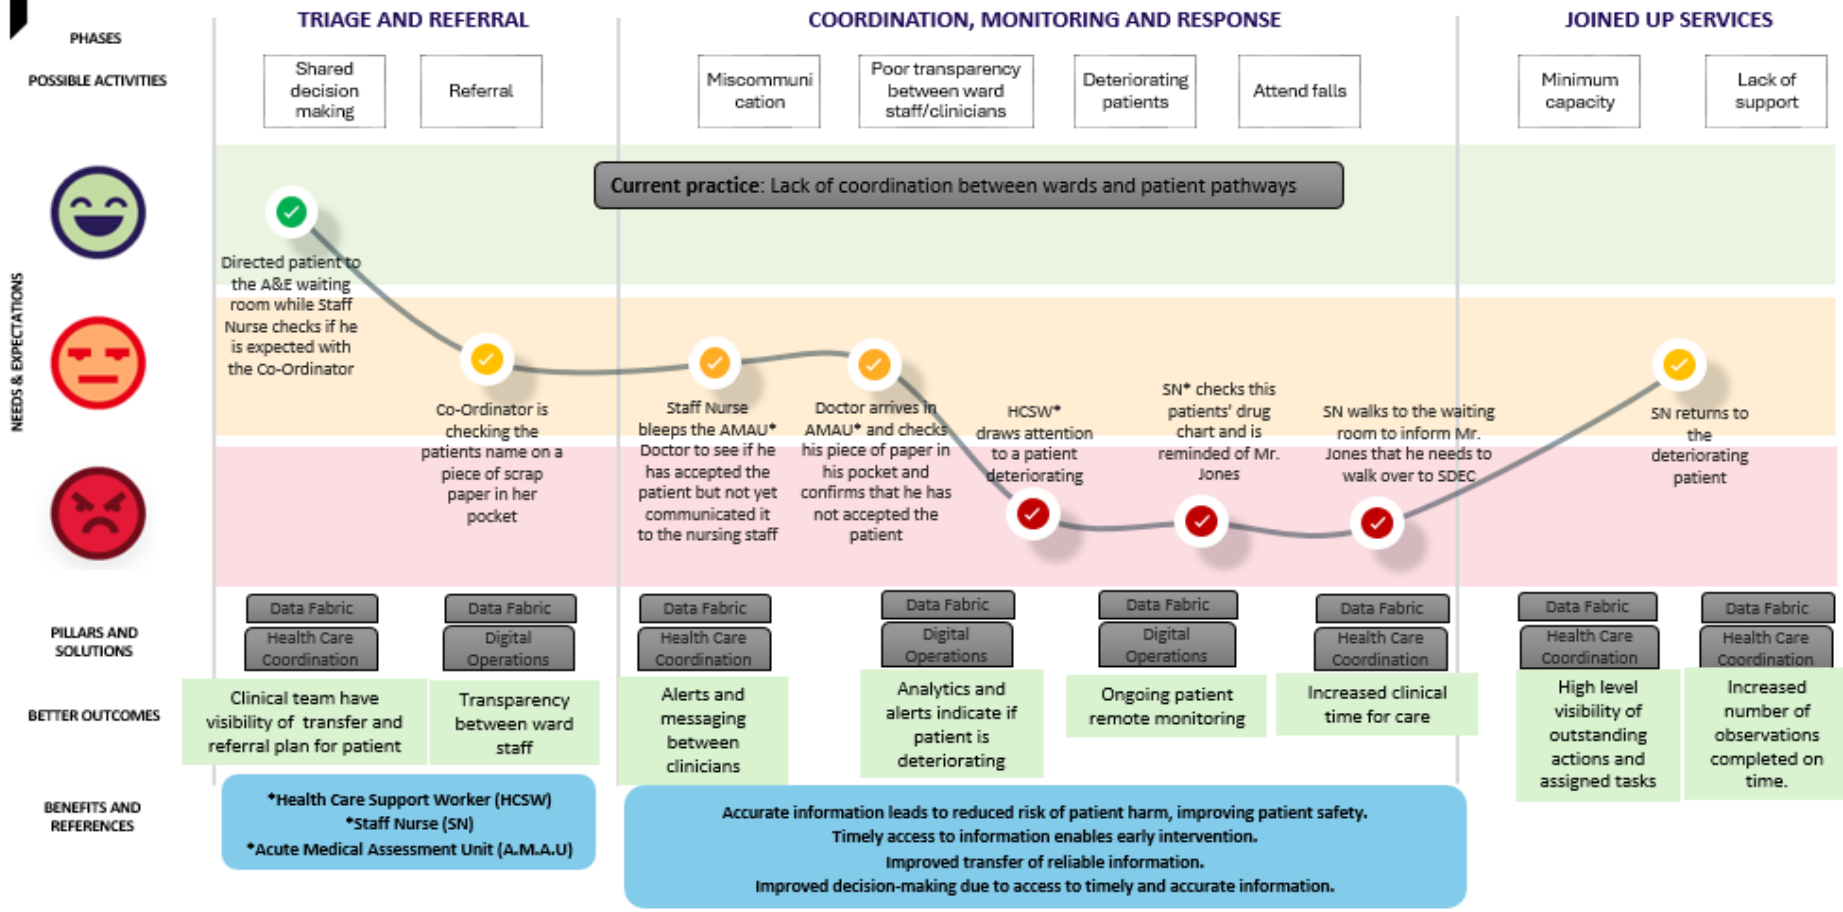 TRIAGE AND REFERRAL
COORDINATION, MONITORING AND RESPONSE
JOINED UP SERVICES
PHASES
POSSIBLE ACTIVITIES
Shared
decision
making
Referral
Miscommuni
cation
Poor transparency
between ward
staff/clinicians
Deteriorating
patients
Attend falls
Minimum
capacity
Lack of
support
Current practice: Lack of coordination between wards and patient pathways
NEEDS & EXPECTATIONS
Directed patient to
the A&E waiting
room while Staff
Nurse checks if he
is expected with
the Co-Ordinator
Co-Ordinator is
checking the
patients name on a
piece of scrap
paper in her
pocket
Staff Nurse
bleeps the AMAU*
Doctor to see if he
has accepted the
patient but not yet
communicated it
to the nursing staff
Doctor arrives in
AMAU* and checks
his piece of paper in
his pocket and
confirms that he has
not accepted the
patient
HCSW*
draws attention
to a patient
deteriorating
SN* checks this
patients' drug
chart and is
reminded of Mr.
Jones
SN walks to the waiting
room to inform Mr.
Jones that he needs to
walk over to SDEC
SN returns to
the
deteriorating
patient
PILLARS AND
SOLUTIONS
Data Fabric
Health Care
Coordination
Data Fabric
Digital
Operations
Data Fabric
Health Care
Coordination
Data Fabric
Digital
Operations
Data Fabric
Digital
Operations
Data Fabric
Health Care
Coordination
Data Fabric
Health Care
Coordination
Data Fabric
Health Care
Coordination
BETTER OUTCOMES
Clinical team have
visibility of transfer and
referral plan for patient
Transparency
between ward
staff
Alerts and
messaging
between
clinicians
Analytics and
alerts indicate if
patient is
deteriorating
Ongoing patient
remote monitoring
Increased clinical
time for care
High level
visibility of
outstanding
actions and
assigned tasks
Increased
number of
observations
completed on
time.
BENEFITS AND
REFERENCES
*Health Care Support Worker (HCSW)
*Staff Nurse (SN)
*Acute Medical Assessment Unit (A.M.A.U)
Accurate information leads to reduced risk of patient harm, improving patient safety.
Timely access to information enables early intervention.
Improved transfer of reliable information.
Improved decision-making due to access to timely and accurate information.